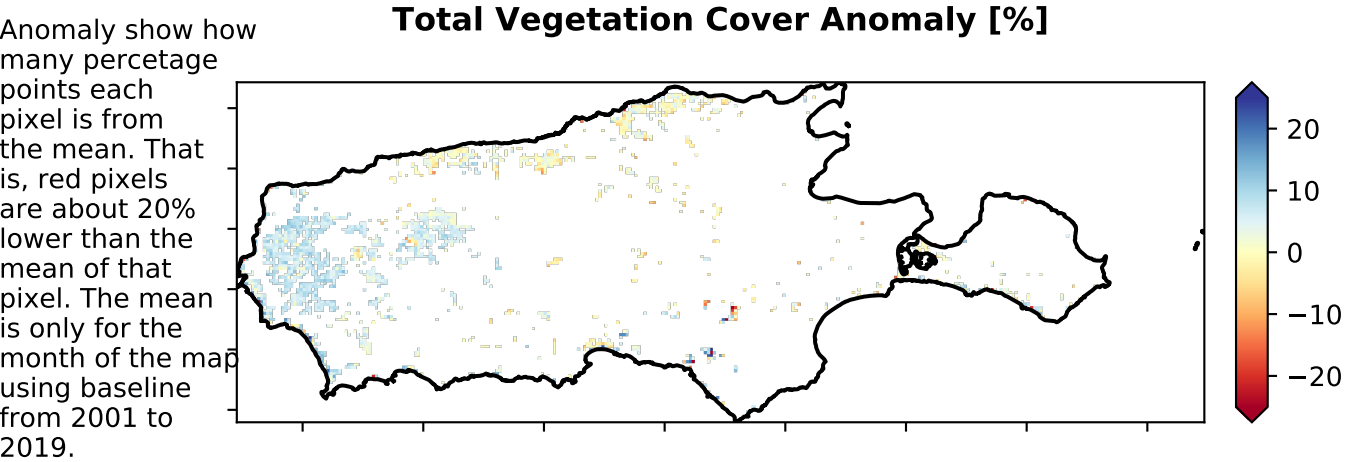 Total Vegetation Cover Anomaly [%]
Anomaly show how
many percetage
points each
pixel is from
the mean. That
is, red pixels
are about 20%
lower than the
mean of that
pixel. The mean
is only for the
month of the map
using baseline
from 2001 to
2019.
20
10
0
−10
−20